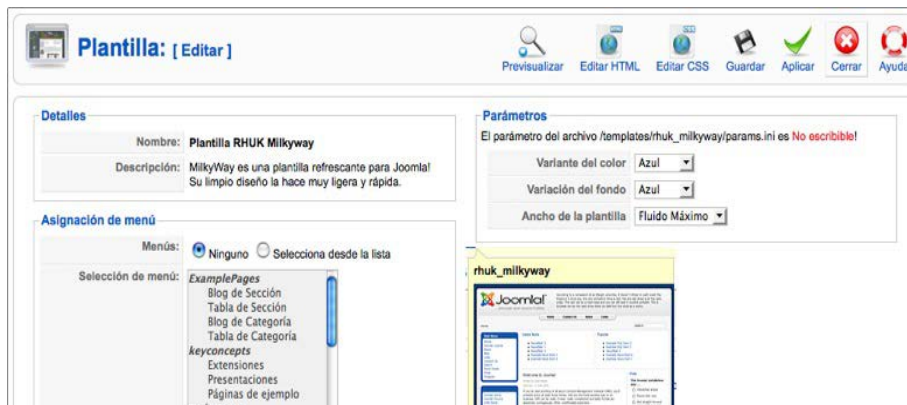 Plantilla: [ Editar ]
Previsualizar
Editar HTML
Editar CSS
Guardar
Aplicar
Cerrar
Ayuda
Detalles
Nombre: Plantilla RHUK Milkyway
Descripción: MilkyWay es una plantilla refrescante para Joomla!
Su limpio diseño la hace muy ligera y rápida.
Parámetros
El parámetro del archivo /templates/rhuk_milkyway/params.ini es No escribible!
Variante del color Azul
Variación del fondo Azul
Ancho de la plantilla Fluido Máximo
Asignación de menú
Menús: Ninguno Selecciona desde la lista
Selección de menú: ExamplePages
Blog de Sección
Tabla de Sección
Blog de Categoría
Tabla de Categoría
keyconcepts
Extensiones
Presentaciones
Páginas de ejemplo
rhuk_milkyway
Joomla!